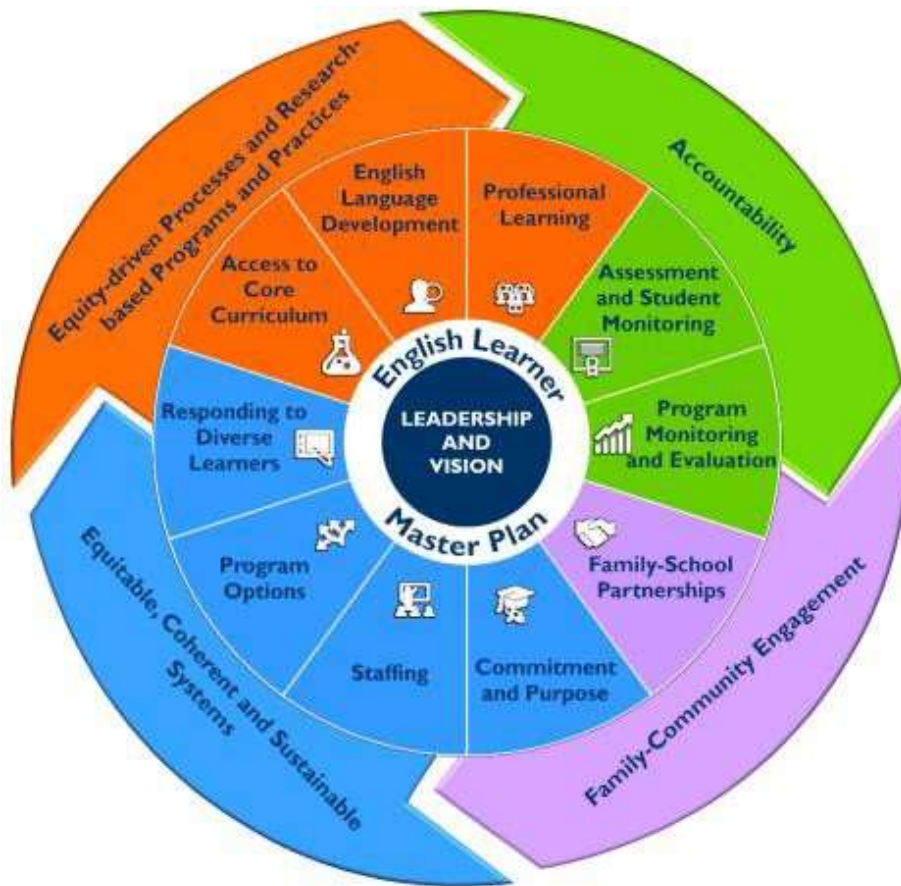 Equity-driven Processes and Research-
based Programs and Practices
Accountability
Family-Community Engagement
Equitable, Coherent and Sustainable
Systems
English
Language
Development
Professional
Learning
Assessment
and Student
Monitoring
Program
Monitoring
and Evaluation
Family-School
Partnerships
Commitment
and Purpose
Staffing
Program
Options
Responding to
Diverse
Learners
Access to
Core
Curriculum
English Learner
LEADERSHIP
AND
VISION
Master Plan